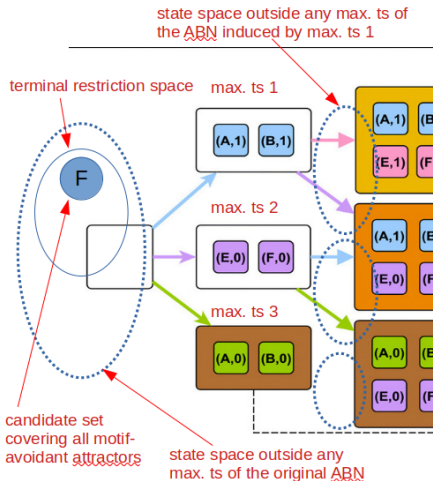 state space outside any max. ts of
the ABN induced by max. ts 1
terminal restriction space
max. ts 1
(A,1) (B,1)
(A,1) (B
(E,1) (F
F
max. ts 2
(E,0) (F,0)
(A,1) (B
(E,0) (F
max. ts 3
(A,0) (B,0)
(A,0) (B
(E,0) (F
candidate set
covering all motif-
avoidant attractors
state space outside any
max. ts of the original ABN